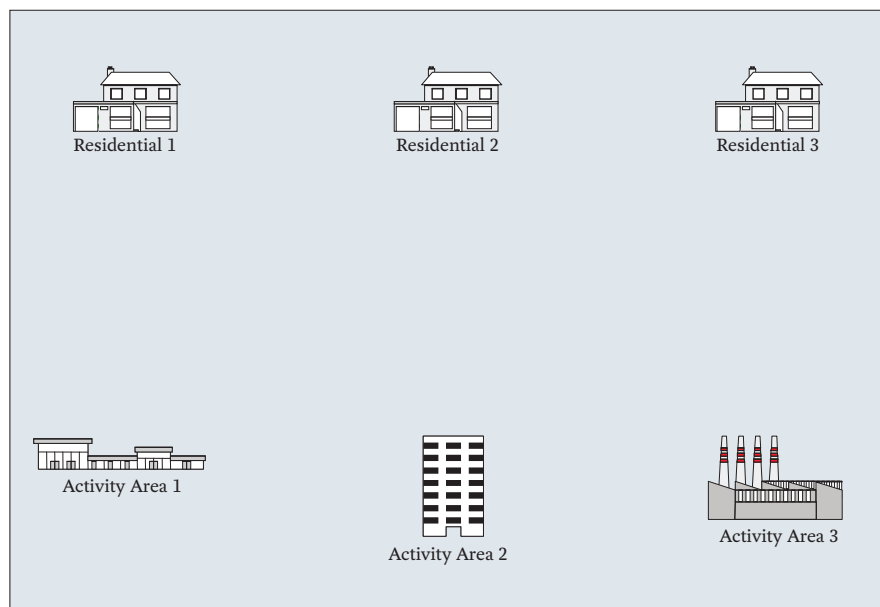 Residential 1
Residential 2
Residential 3
Activity Area 1
Activity Area 2
Activity Area 3